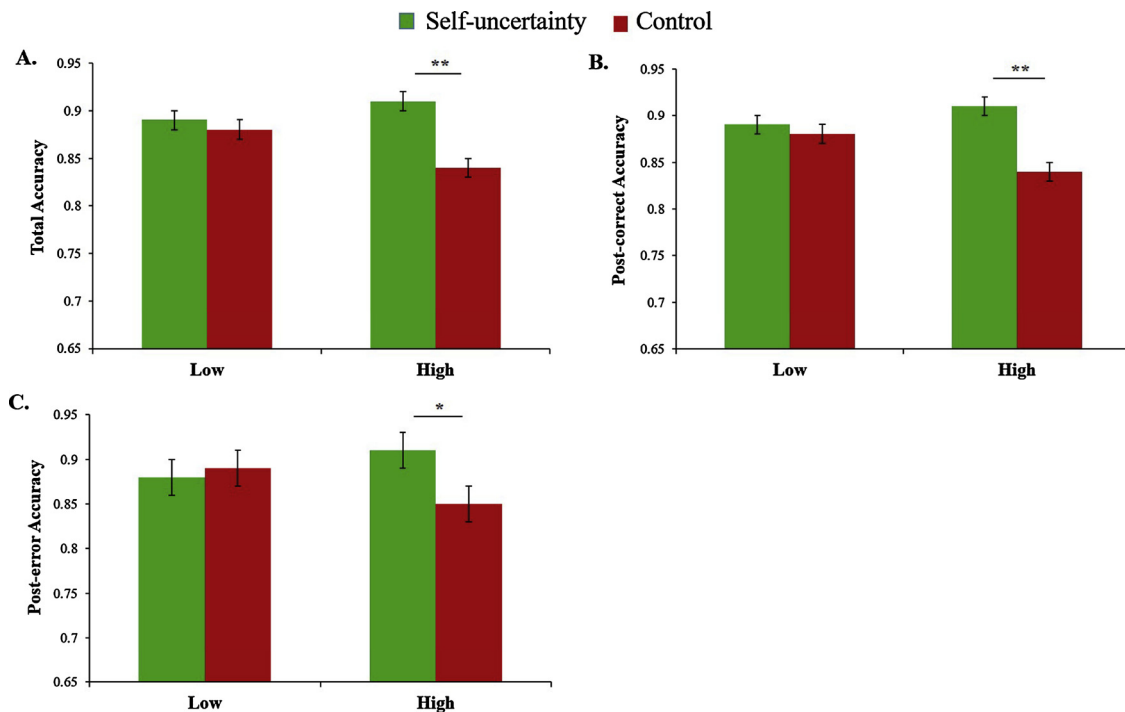 Self-uncertainty Control
A.
0.95
0.9
0.85
0.8
0.75
0.7
0.65
Total Accuracy
**
Low High
B.
0.95
0.9
0.85
0.8
0.75
0.7
0.65
Post-correct Accuracy
**
Low High
C.
0.95
0.9
0.85
0.8
0.75
0.7
0.65
Post-error Accuracy
*
Low High